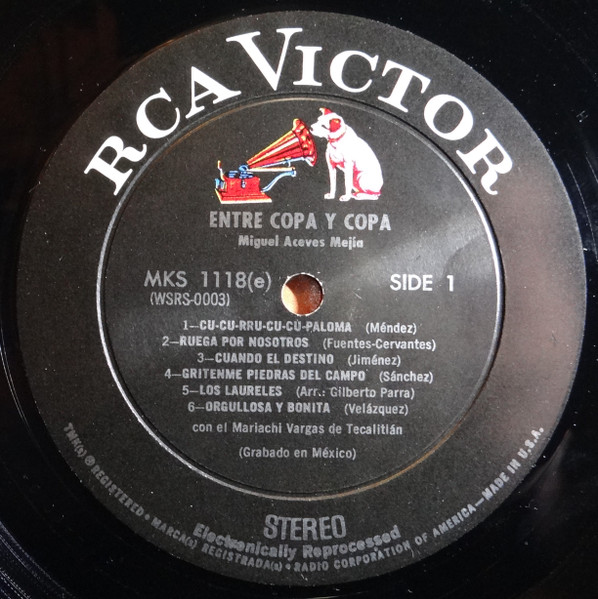 RCA VICTOR
ENTRE COPA Y COPA
Miguel Aceves Mejía
MKS 1118(e) SIDE 1
(WSRS-0003)
1—CU-CU-RRU-CU-CÚ-PALOMA (Méndez)
2—RUEGA POR NOSOTROS (Fuentes-Cervantes)
3—CUANDO EL DESTINO (Jiménez)
4—GRITENME PIEDRAS DEL CAMPO (Sánchez)
5—LOS LAURELES (Arr.: Gilberto Parra)
6—ORGULLOSA Y BONITA (Velázquez)
con el Mariachi Vargas de Tecalitlán
(Grabado en México)
STEREO
Electronically Reprocessed
TMK(s) ® REGISTERED • MARCA(s) REGISTRADA(s) • RADIO CORPORATION OF AMERICA—MADE IN U.S.A.